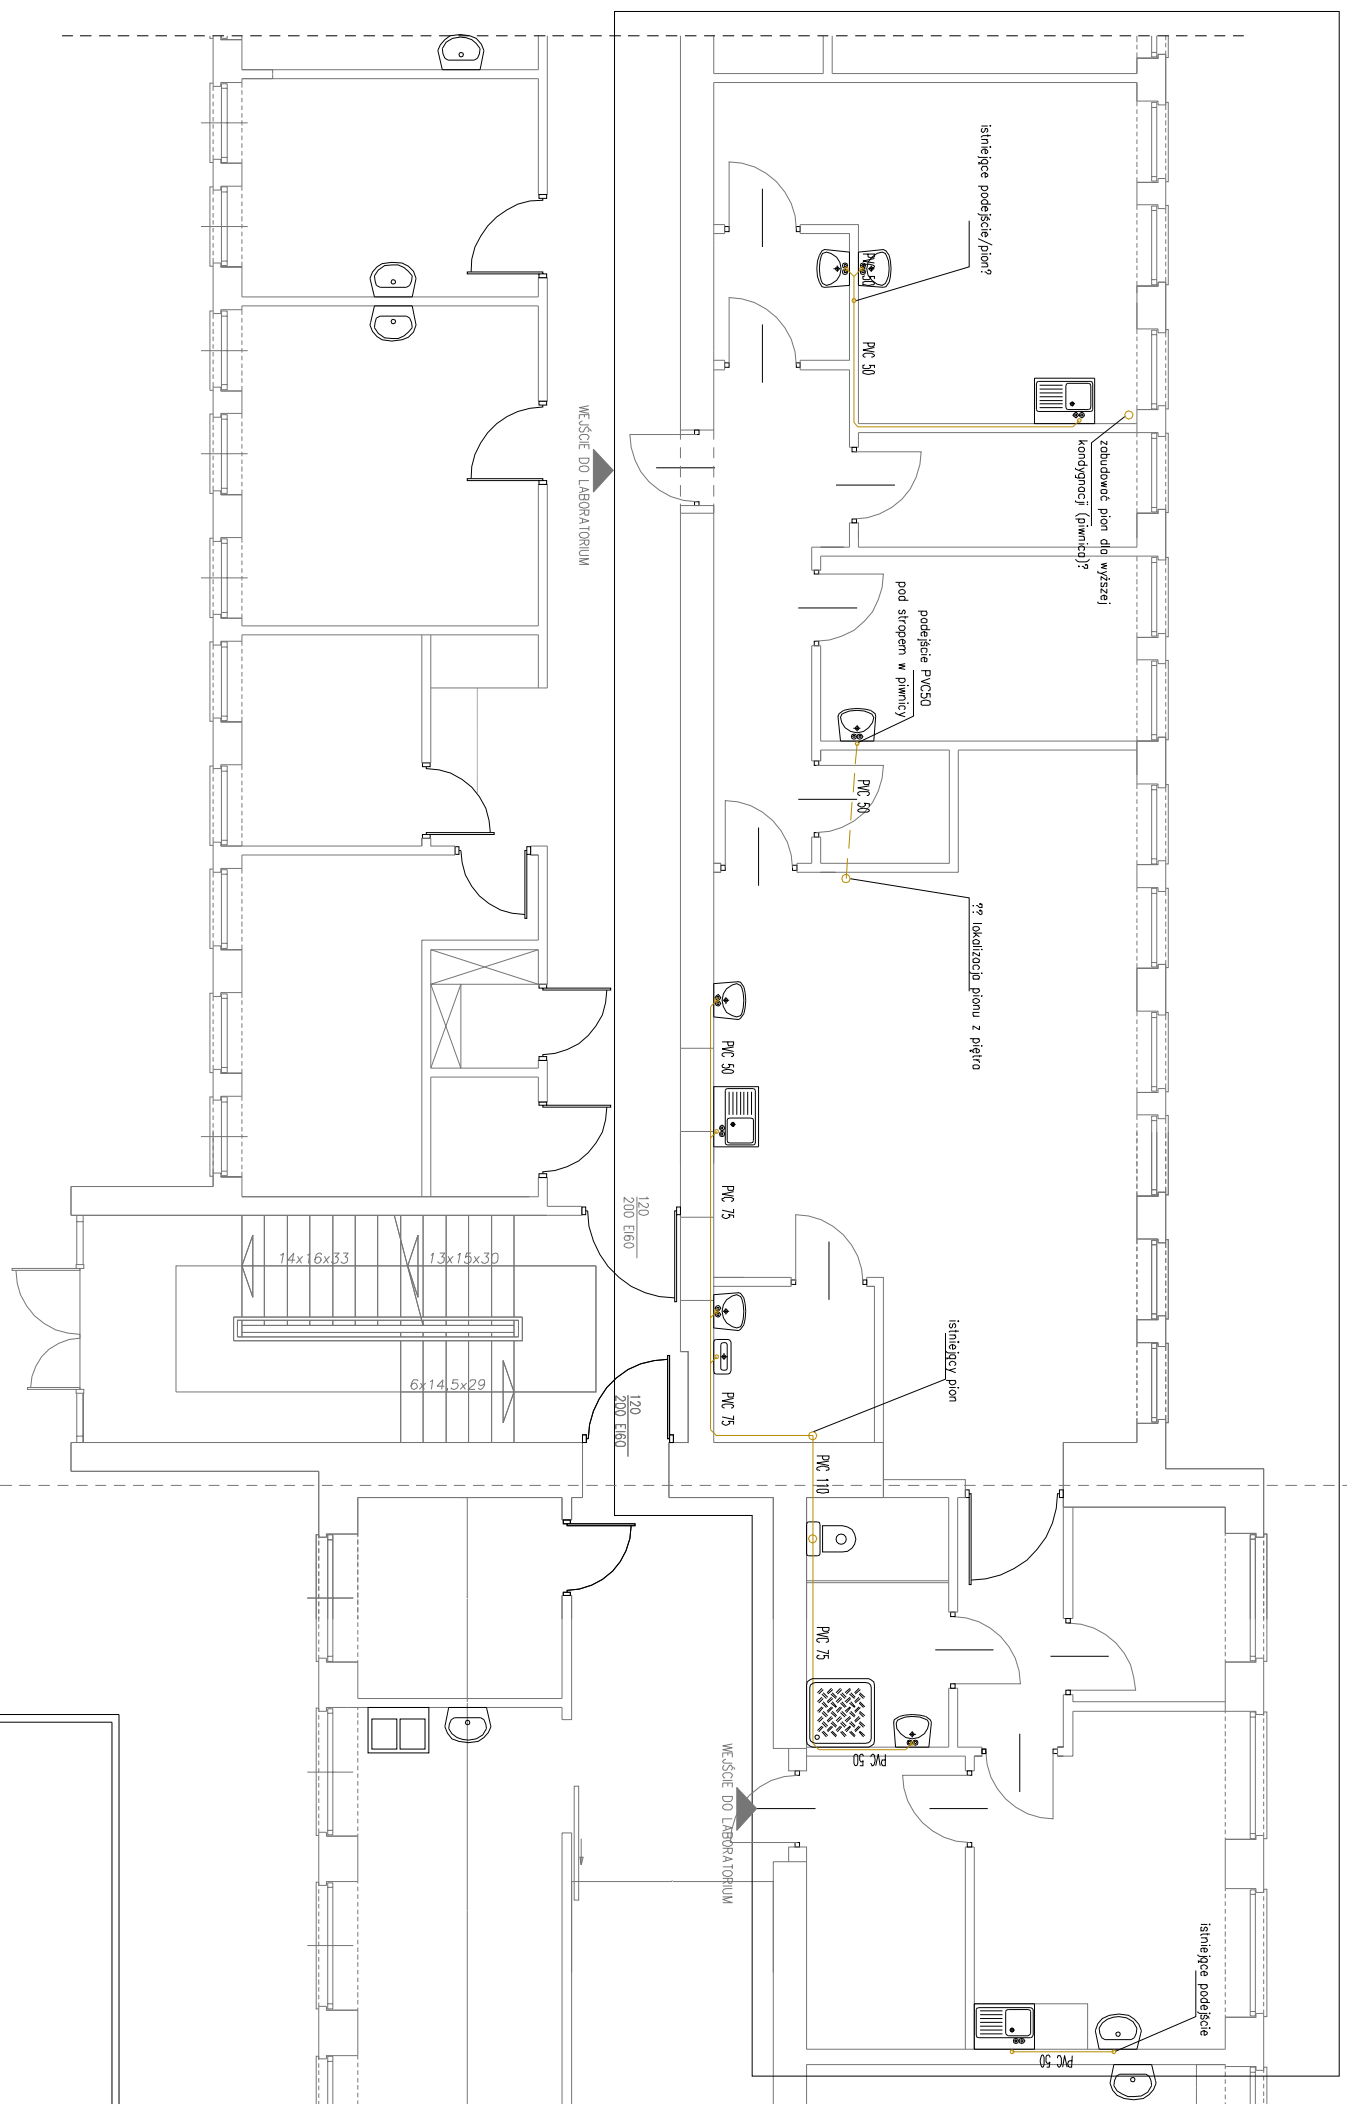 istniejące podejście/pion?
PVC 50
PVC 50
zabudować pion dla wyższej
kondygnacji (piwnica)?
WEJŚCIE DO LABORATORIUM
podejście PVC50
pod stropem w piwnicy
PVC 50
?? lokalizacja pionu z piętra
PVC 50
PVC 75
120
200 EI60
14x16x33
13x15x30
6x14,5x29
120
200 EI60
istniejący pion
PVC 75
PVC 110
PVC 75
PVC 50
WEJŚCIE DO LABORATORIUM
istniejące podejście
PVC 50